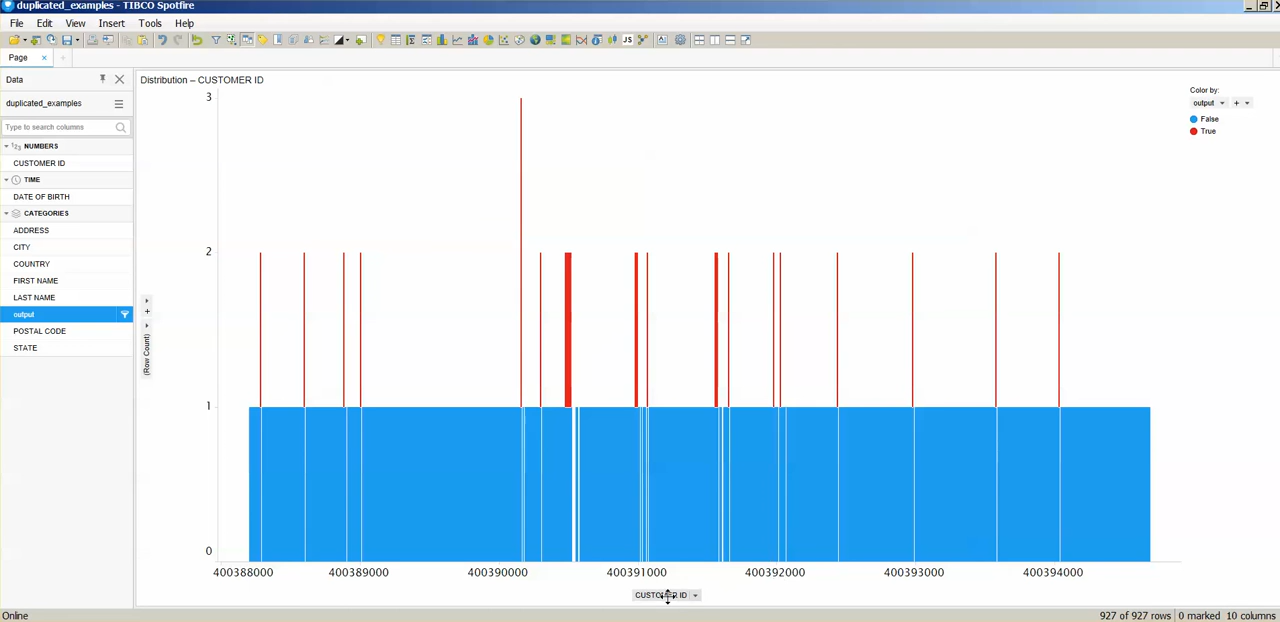 duplicated_examples - TIBCO Spotfire
File Edit View Insert Tools Help
JS
Page
Data
duplicated_examples
Type to search columns
123 NUMBERS
CUSTOMER ID
TIME
DATE OF BIRTH
CATEGORIES
ADDRESS
CITY
COUNTRY
FIRST NAME
LAST NAME
output
POSTAL CODE
STATE
Distribution – CUSTOMER ID
3
2
1
0
(Row Count)
400388000 400389000 400390000 400391000 400392000 400393000 400394000
CUSTOMER ID
Color by:
output
False
True
Online
927 of 927 rows 0 marked 10 columns